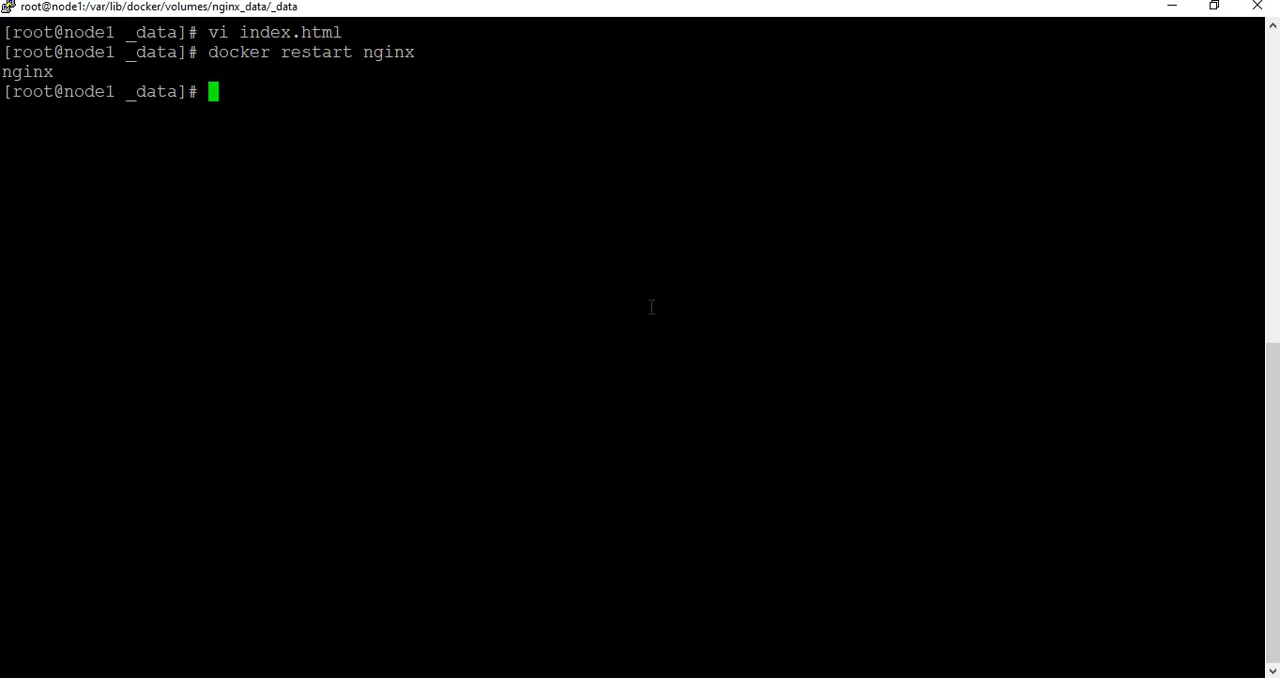 root@node1:/var/lib/docker/volumes/nginx_data/_data
[root@node1 _data]# vi index.html
[root@node1 _data]# docker restart nginx
nginx
[root@node1 _data]#